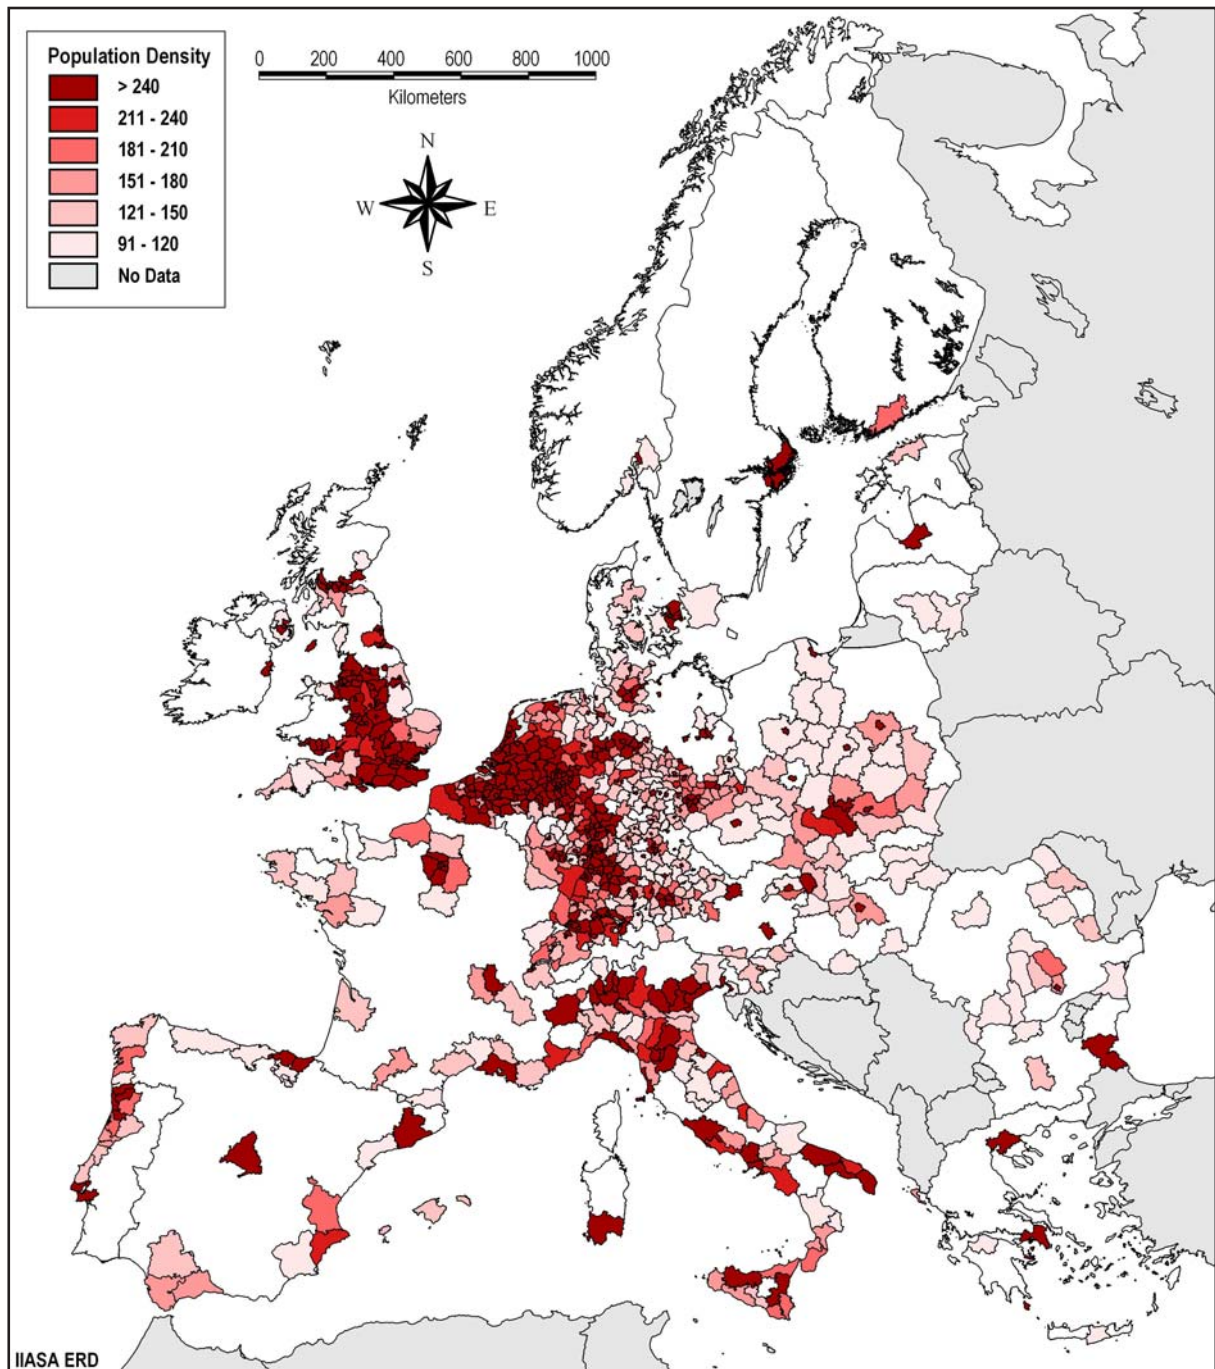 Population Density
> 240
211 - 240
181 - 210
151 - 180
121 - 150
91 - 120
No Data
0 200 400 600 800 1000
Kilometers
N
W E
S
IIASA ERD